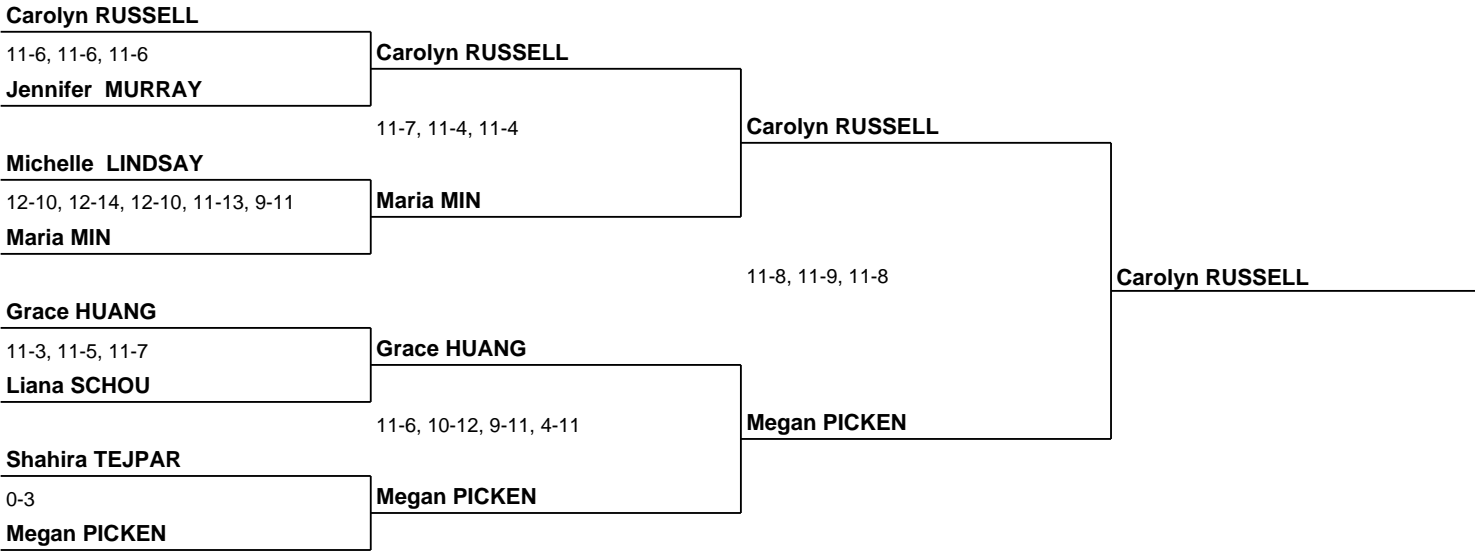 Carolyn RUSSELL
11-6, 11-6, 11-6
Carolyn RUSSELL
Jennifer MURRAY
11-7, 11-4, 11-4
Carolyn RUSSELL
Michelle LINDSAY
12-10, 12-14, 12-10, 11-13, 9-11
Maria MIN
Maria MIN
11-8, 11-9, 11-8
Carolyn RUSSELL
Grace HUANG
11-3, 11-5, 11-7
Grace HUANG
Liana SCHOU
11-6, 10-12, 9-11, 4-11
Megan PICKEN
Shahira TEJPAR
0-3
Megan PICKEN
Megan PICKEN